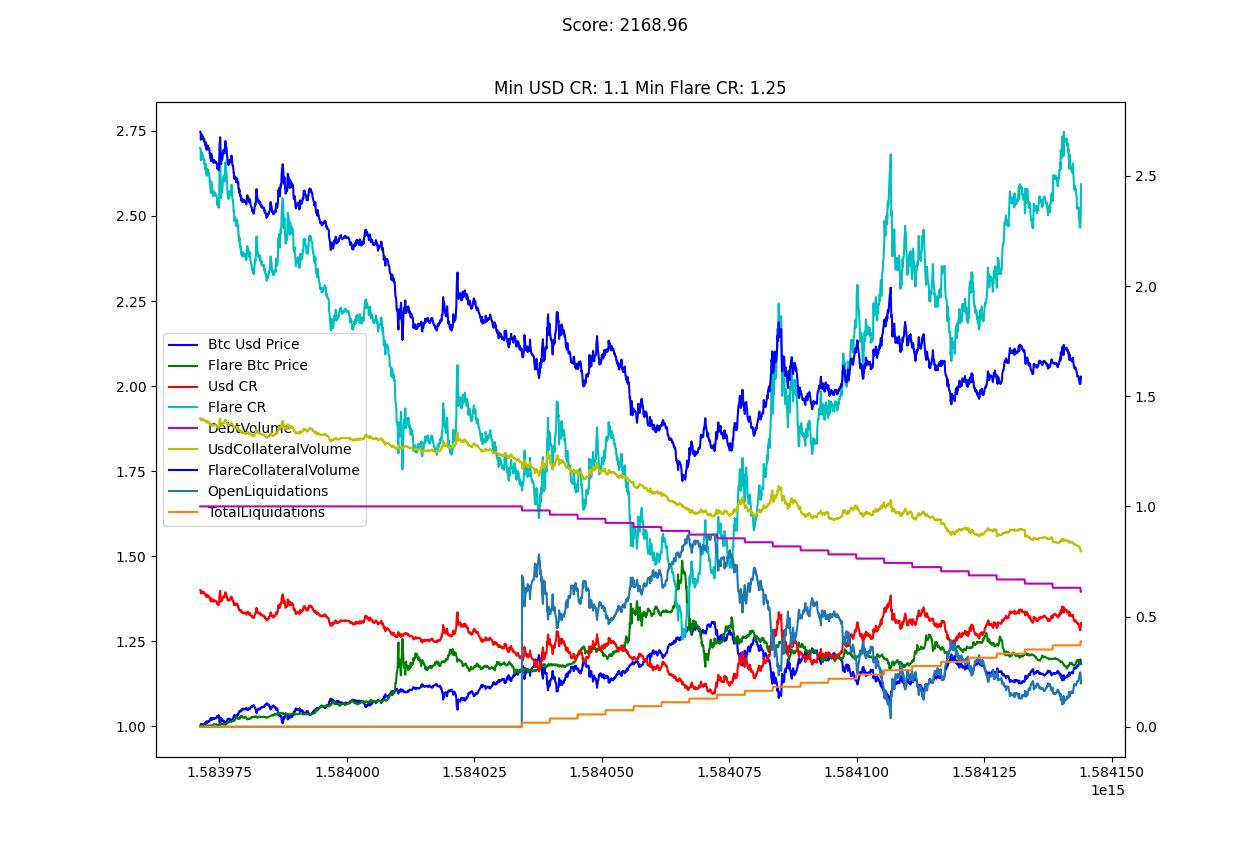 Score: 2168.96
Min USD CR: 1.1 Min Flare CR: 1.25
2.75
2.50
2.25
2.00
1.75
1.50
1.25
1.00
Btc Usd Price
Flare Btc Price
Usd CR
Flare CR
DebtVolume
UsdCollateralVolume
FlareCollateralVolume
OpenLiquidations
TotalLiquidations
2.5
2.0
1.5
1.0
0.5
0.0
1.583975 1.584000 1.584025 1.584050 1.584075 1.584100 1.584125 1.584150
1e15